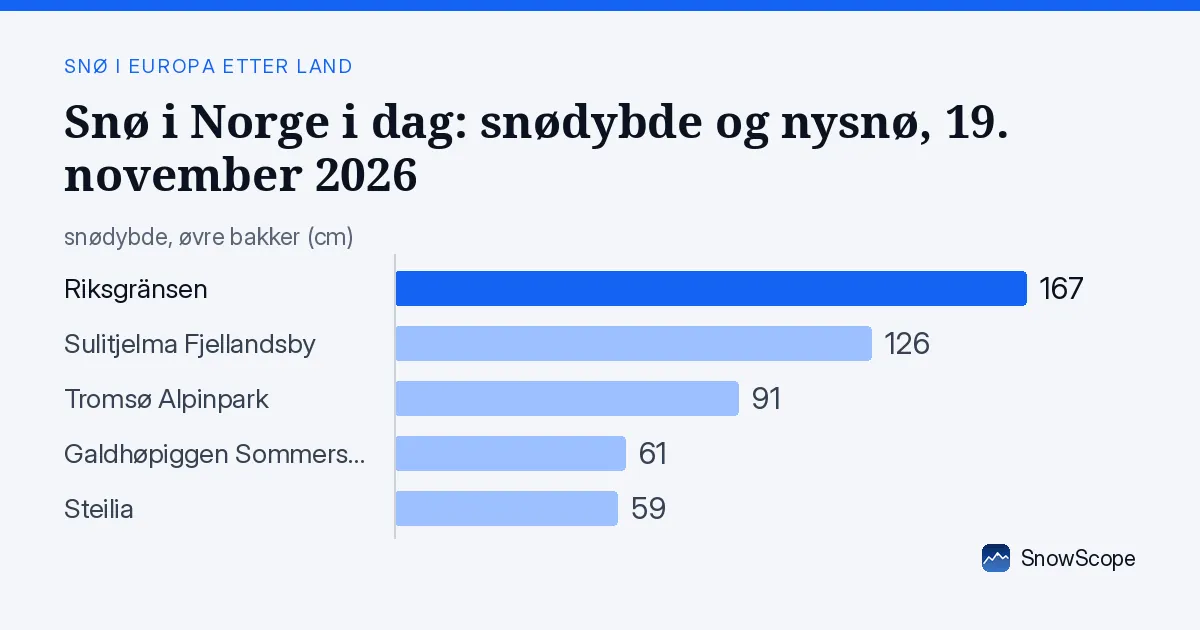 SNØ I EUROPA ETTER LAND
Snø i Norge i dag: snødybde og nysnø, 19.
november 2026
snødybde, øvre bakker (cm)
Riksgränsen 167
Sulitjelma Fjellandsby 126
Tromsø Alpinpark 91
Galdhøpiggen Sommers... 61
Steilia 59
SnowScope